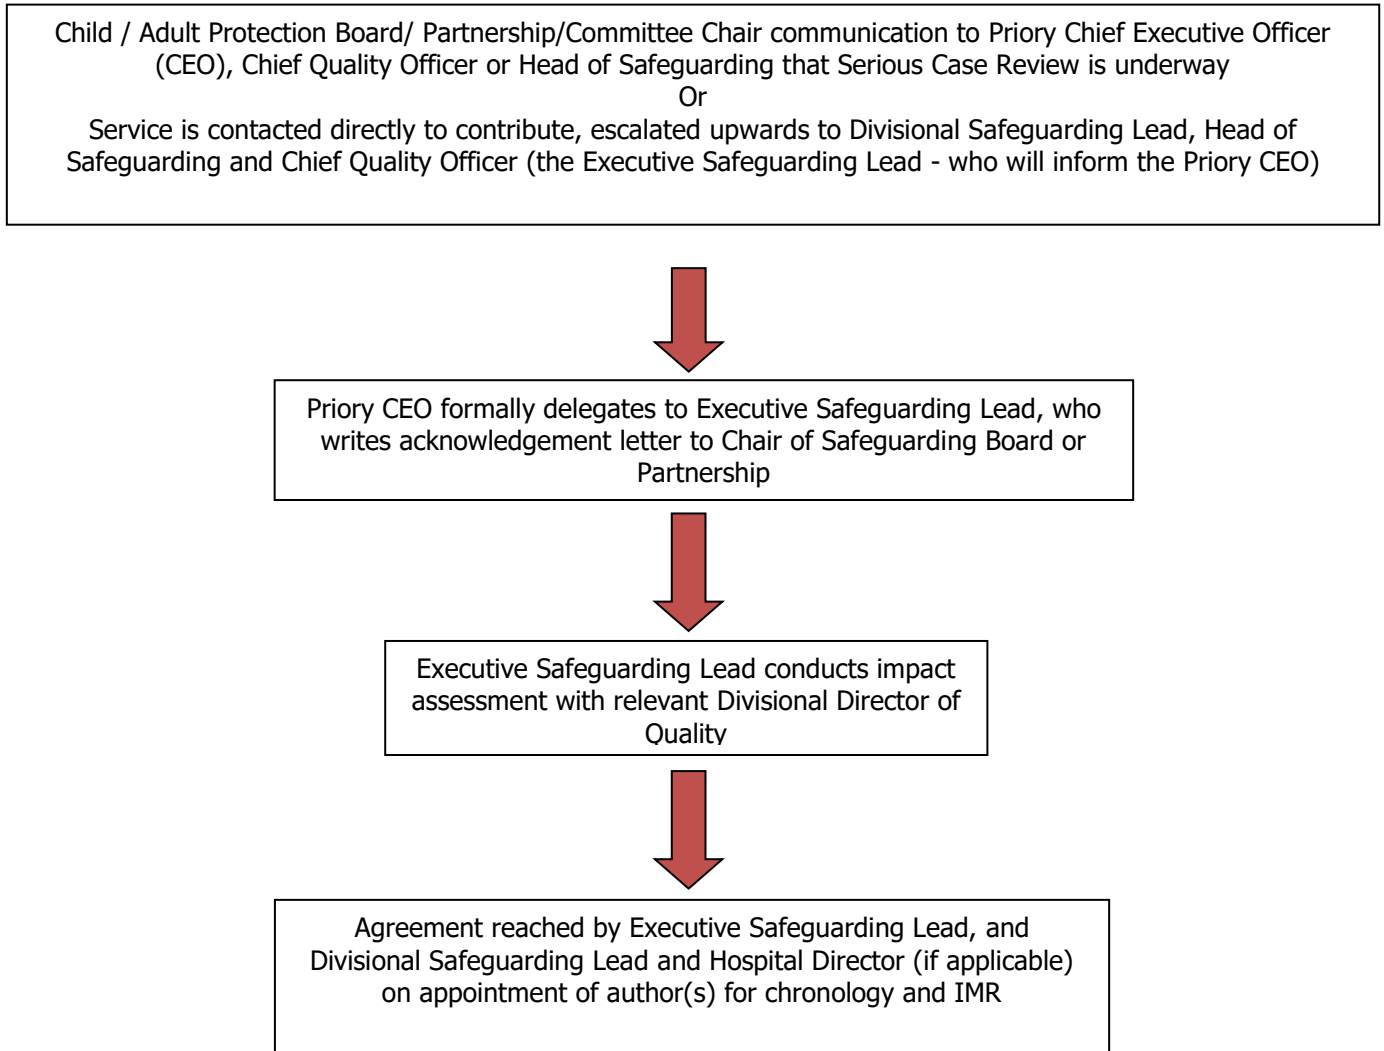 Child / Adult Protection Board/ Partnership/Committee Chair communication to Priory Chief Executive Officer
(CEO), Chief Quality Officer or Head of Safeguarding that Serious Case Review is underway
Or
Service is contacted directly to contribute, escalated upwards to Divisional Safeguarding Lead, Head of
Safeguarding and Chief Quality Officer (the Executive Safeguarding Lead - who will inform the Priory CEO)
Priory CEO formally delegates to Executive Safeguarding Lead, who
writes acknowledgement letter to Chair of Safeguarding Board or
Partnership
Executive Safeguarding Lead conducts impact
assessment with relevant Divisional Director of
Quality
Agreement reached by Executive Safeguarding Lead, and
Divisional Safeguarding Lead and Hospital Director (if applicable)
on appointment of author(s) for chronology and IMR